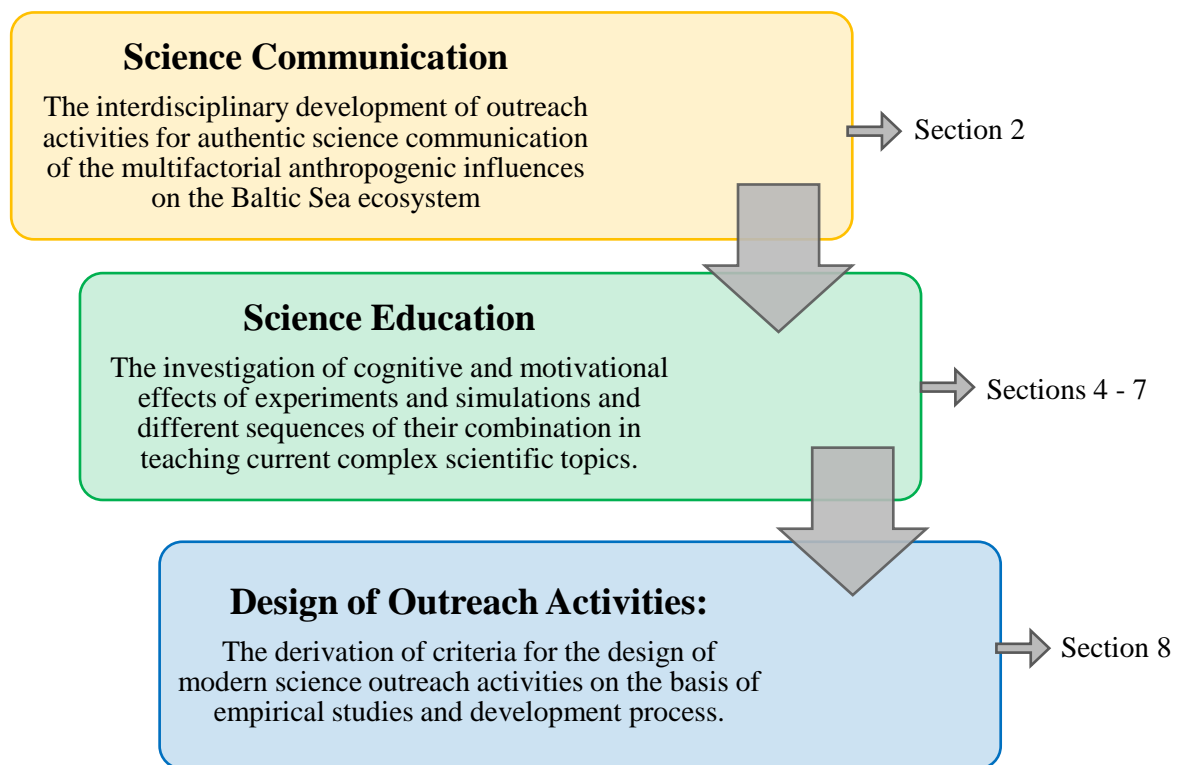 Science Communication
The interdisciplinary development of outreach
activities for authentic science communication
of the multifactorial anthropogenic influences
on the Baltic Sea ecosystem
Section 2
Science Education
The investigation of cognitive and motivational
effects of experiments and simulations and
different sequences of their combination in
teaching current complex scientific topics.
Sections 4 - 7
Design of Outreach Activities:
The derivation of criteria for the design of
modern science outreach activities on the basis of
empirical studies and development process.
Section 8